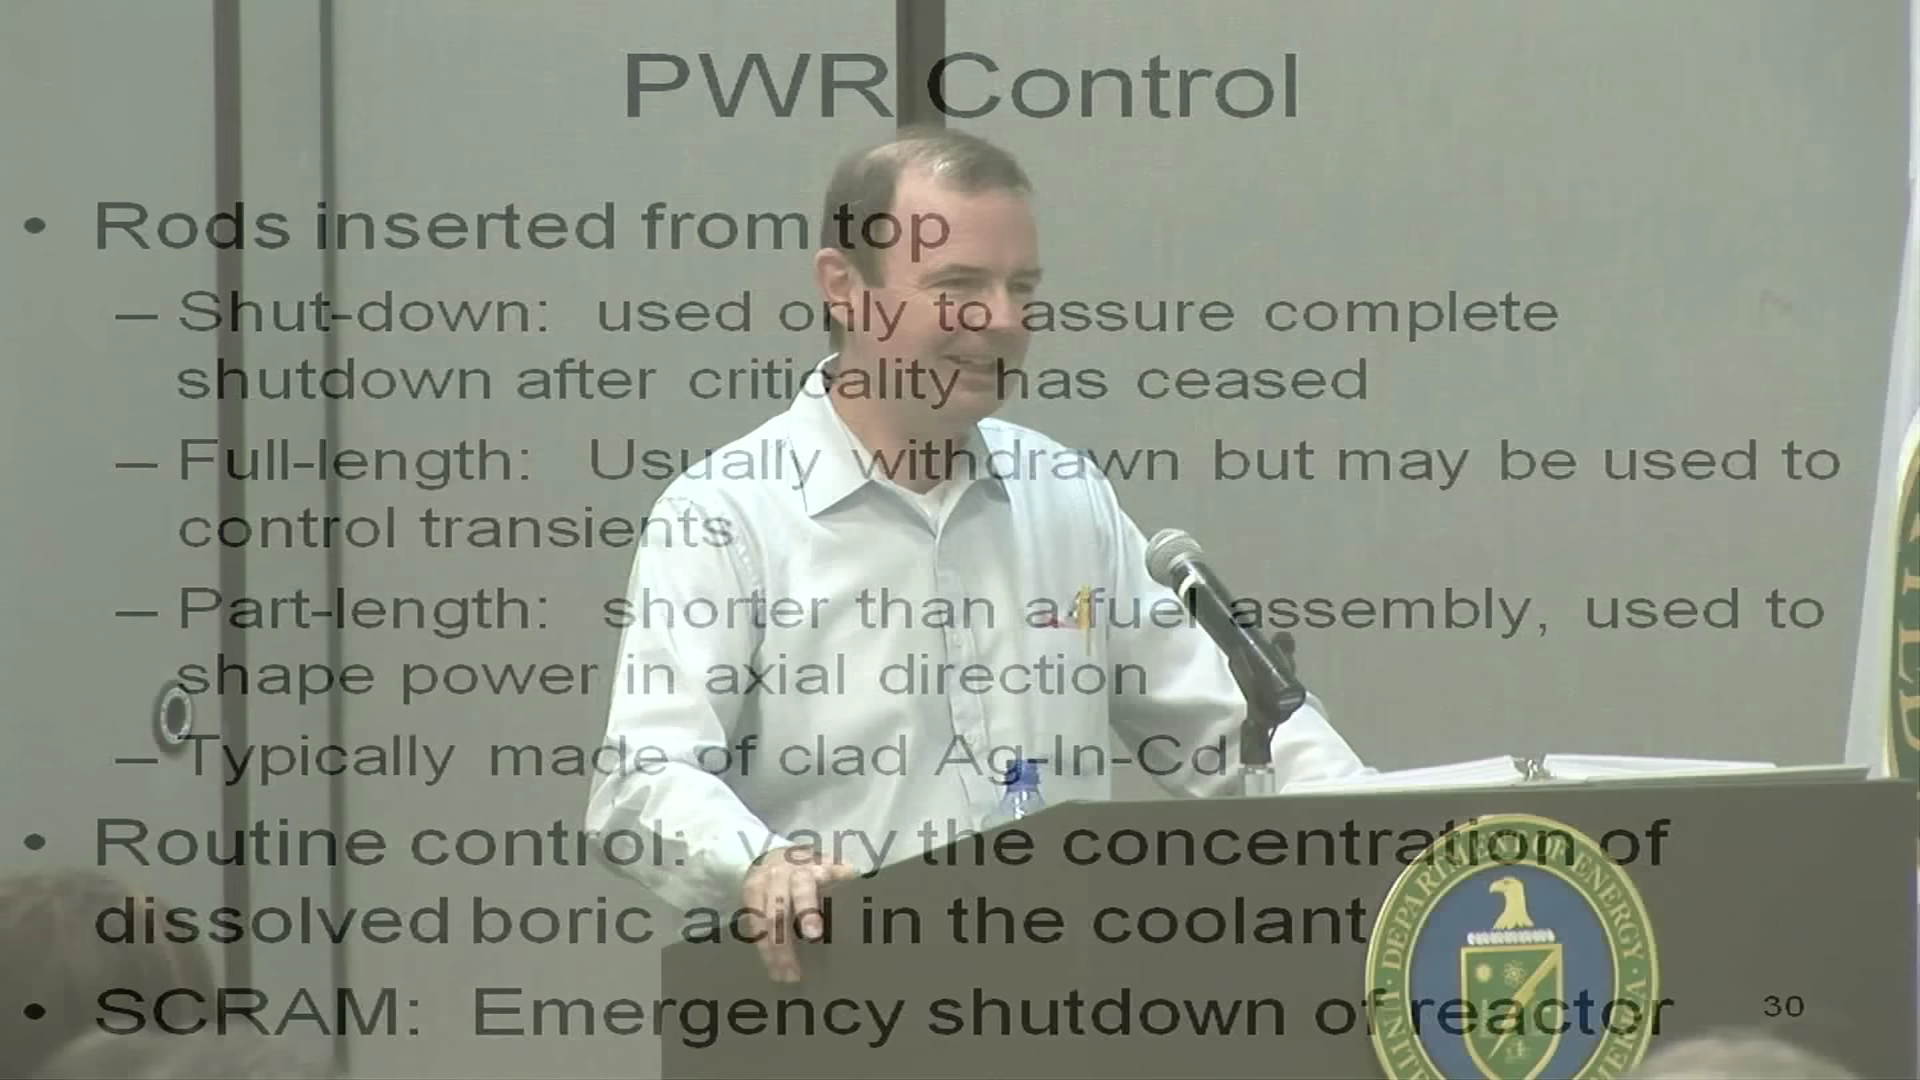 PWR Control
• Rods inserted from top
– Shut-down: used only to assure complete
shutdown after criticality has ceased
– Full-length: Usually withdrawn but may be used to
control transients
– Part-length: shorter than a fuel assembly, used to
shape power in axial direction
– Typically made of clad Ag-In-Cd
• Routine control: vary the concentration of
dissolved boric acid in the coolant
• SCRAM: Emergency shutdown of reactor
30
DEPARTMENT OF ENERGY